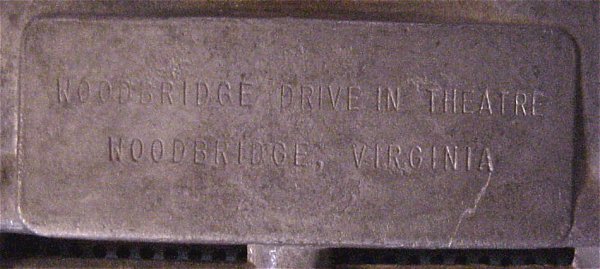 WOODBRIDGE DRIVE IN THEATRE
WOODBRIDGE, VIRGINIA